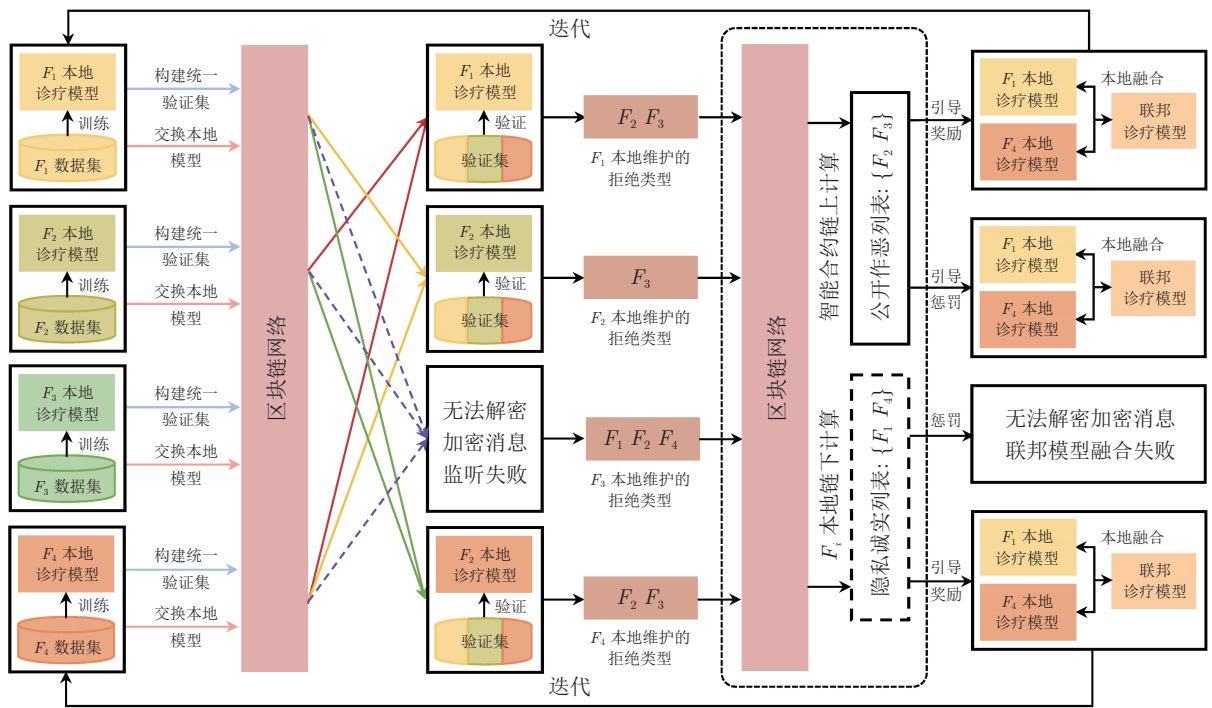 迭代
F₁ 本地
诊疗模型
训练
F₁ 数据集
构建统一
验证集
交换本地
模型
F₂ 本地
诊疗模型
训练
F₂ 数据集
构建统一
验证集
交换本地
模型
F₃ 本地
诊疗模型
训练
F₃ 数据集
构建统一
验证集
交换本地
模型
F₄ 本地
诊疗模型
训练
F₄ 数据集
构建统一
验证集
交换本地
模型
区块链网络
F₁ 本地
诊疗模型
验证
验证集
F₂ 本地
诊疗模型
验证
验证集
无法解密
加密消息
监听失败
F₂ 本地
诊疗模型
验证
验证集
F₂ F₃
F₁ 本地维护的
拒绝类型
F₃
F₂ 本地维护的
拒绝类型
F₁ F₂ F₄
F₃ 本地维护的
拒绝类型
F₂ F₃
F₄ 本地维护的
拒绝类型
区块链网络
智能合约链上计算
公开作恶列表: {F₂ F₃}
Fᵢ 本地链下计算
隐私诚实列表: {F₁ F₄}
引导
奖励
引导
惩罚
惩罚
引导
奖励
F₁ 本地
诊疗模型
F₄ 本地
诊疗模型
本地融合
联邦
诊疗模型
F₁ 本地
诊疗模型
F₄ 本地
诊疗模型
本地融合
联邦
诊疗模型
无法解密加密消息
联邦模型融合失败
F₁ 本地
诊疗模型
F₄ 本地
诊疗模型
本地融合
联邦
诊疗模型
迭代